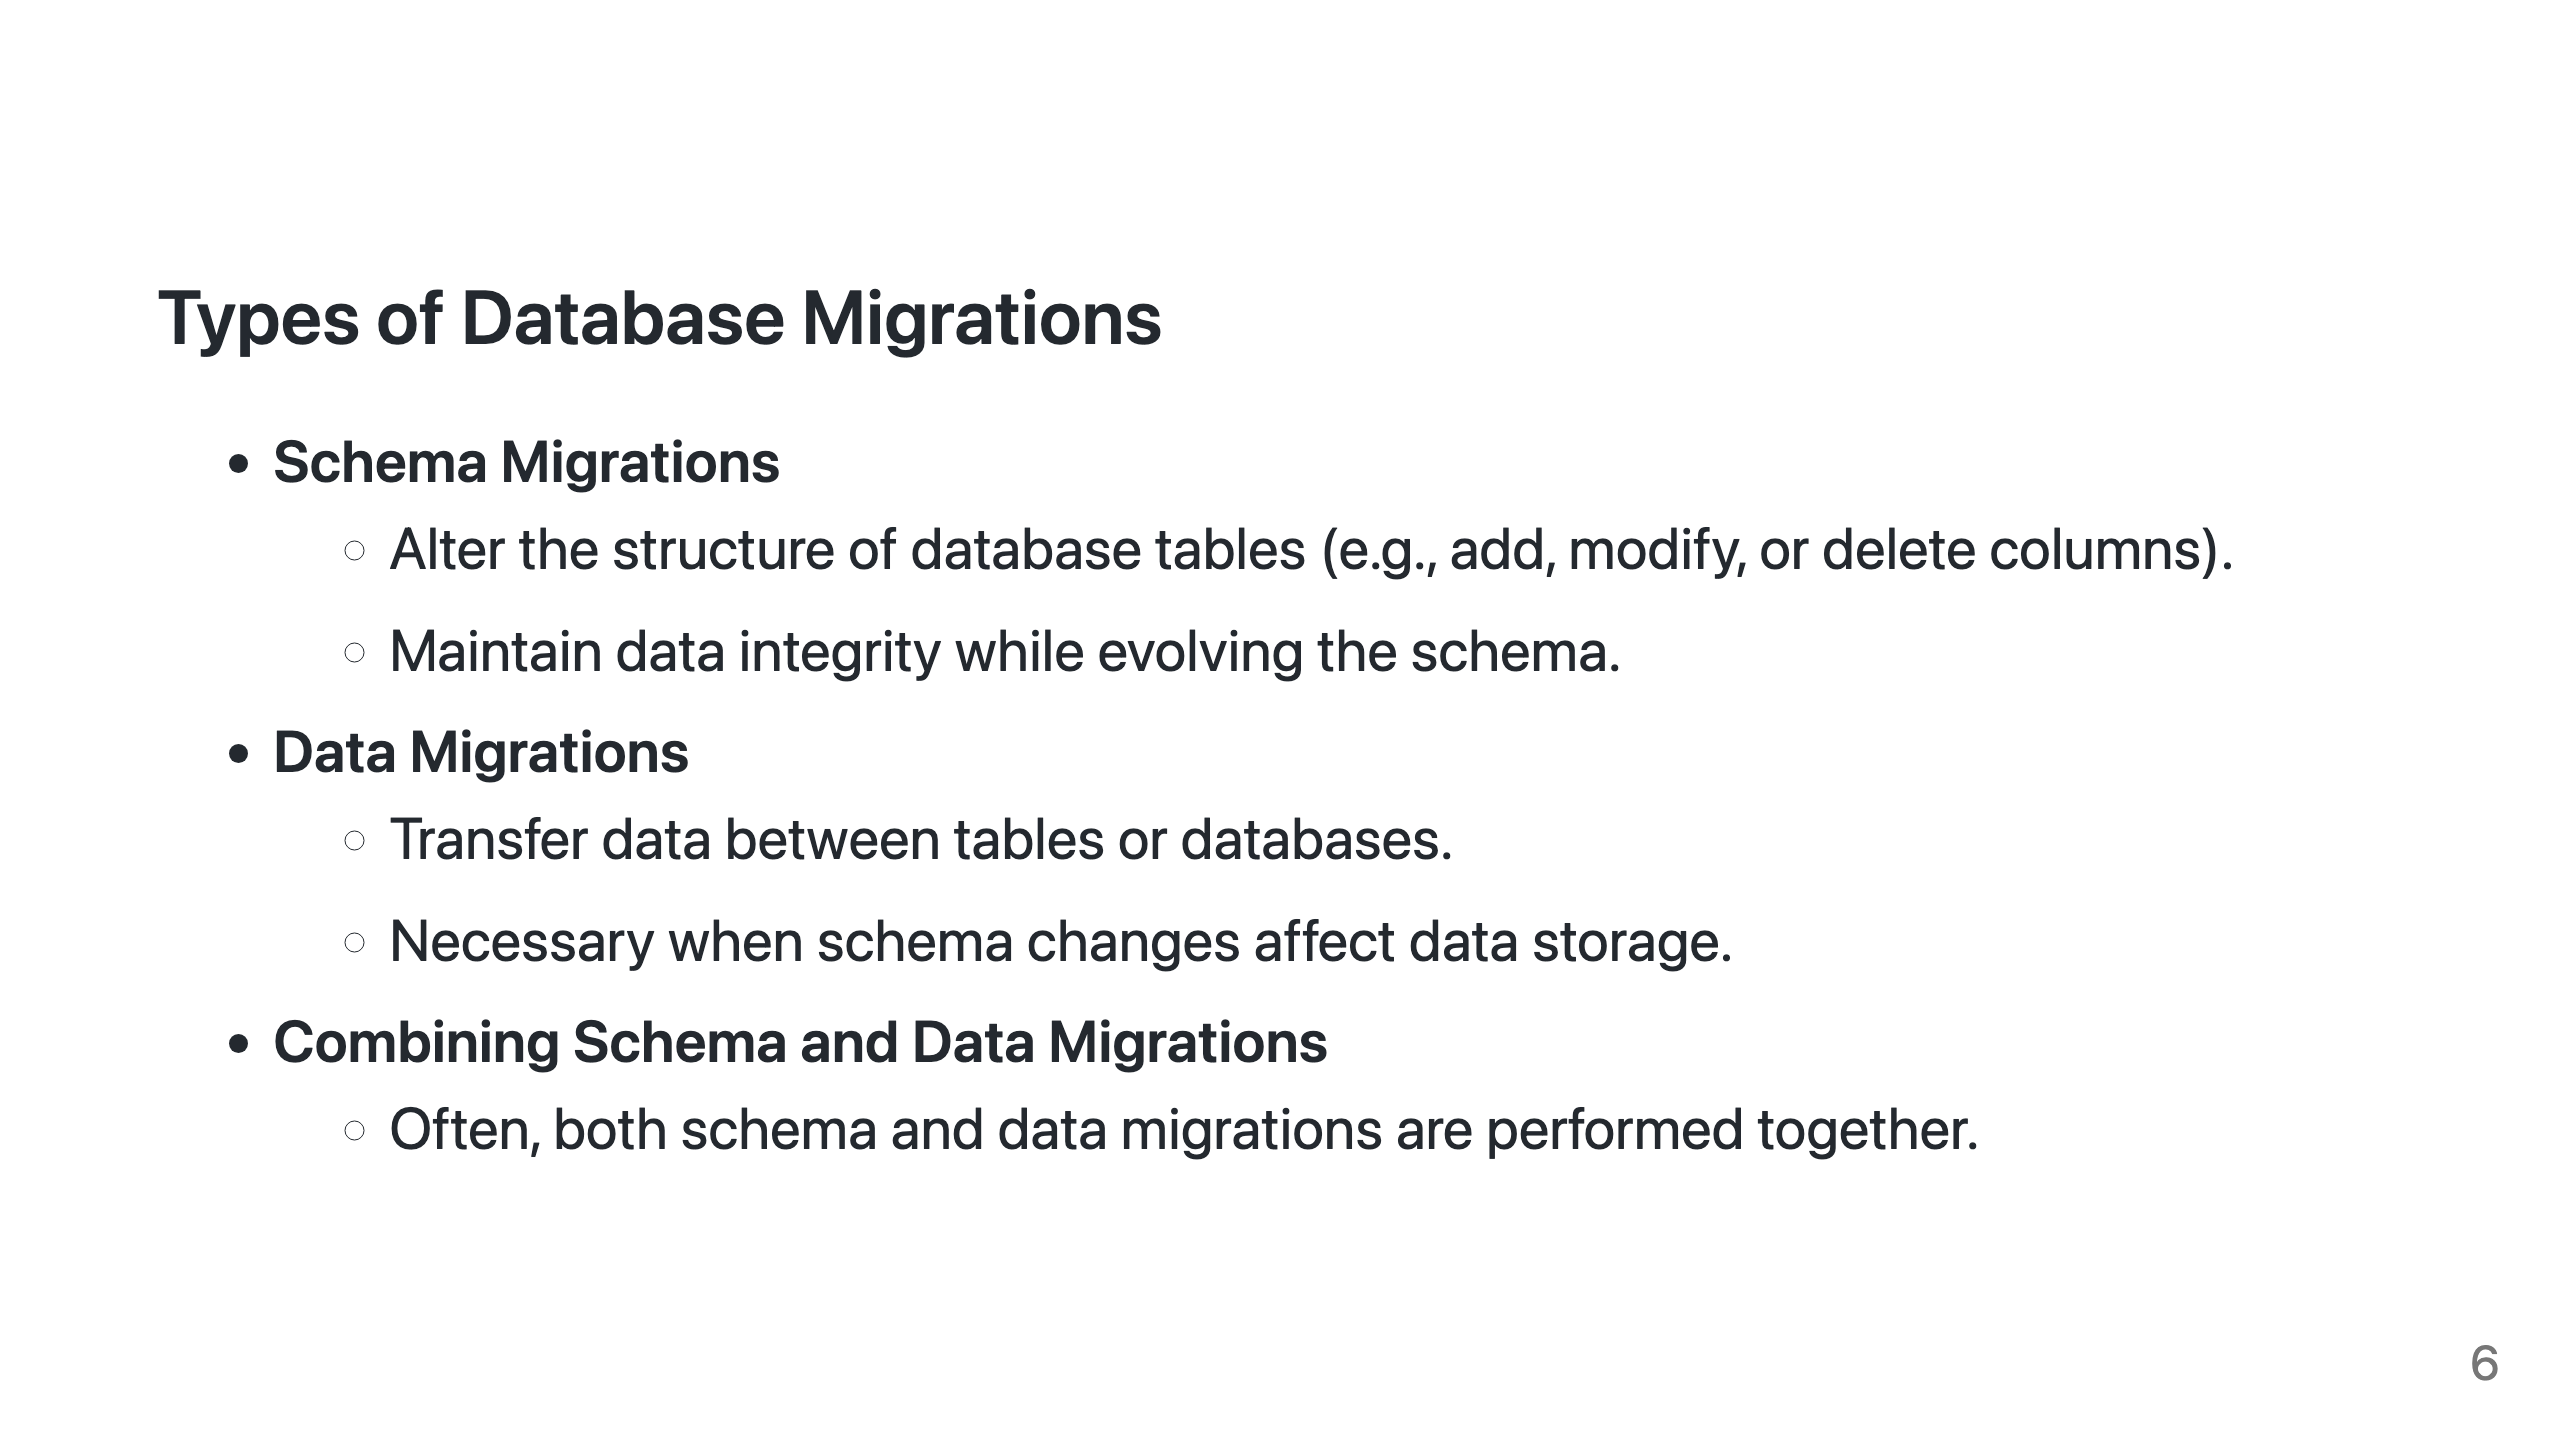 Types of Database Migrations
• Schema Migrations
○ Alter the structure of database tables (e.g., add, modify, or delete columns).
○ Maintain data integrity while evolving the schema.
• Data Migrations
○ Transfer data between tables or databases.
○ Necessary when schema changes affect data storage.
• Combining Schema and Data Migrations
○ Often, both schema and data migrations are performed together.
6